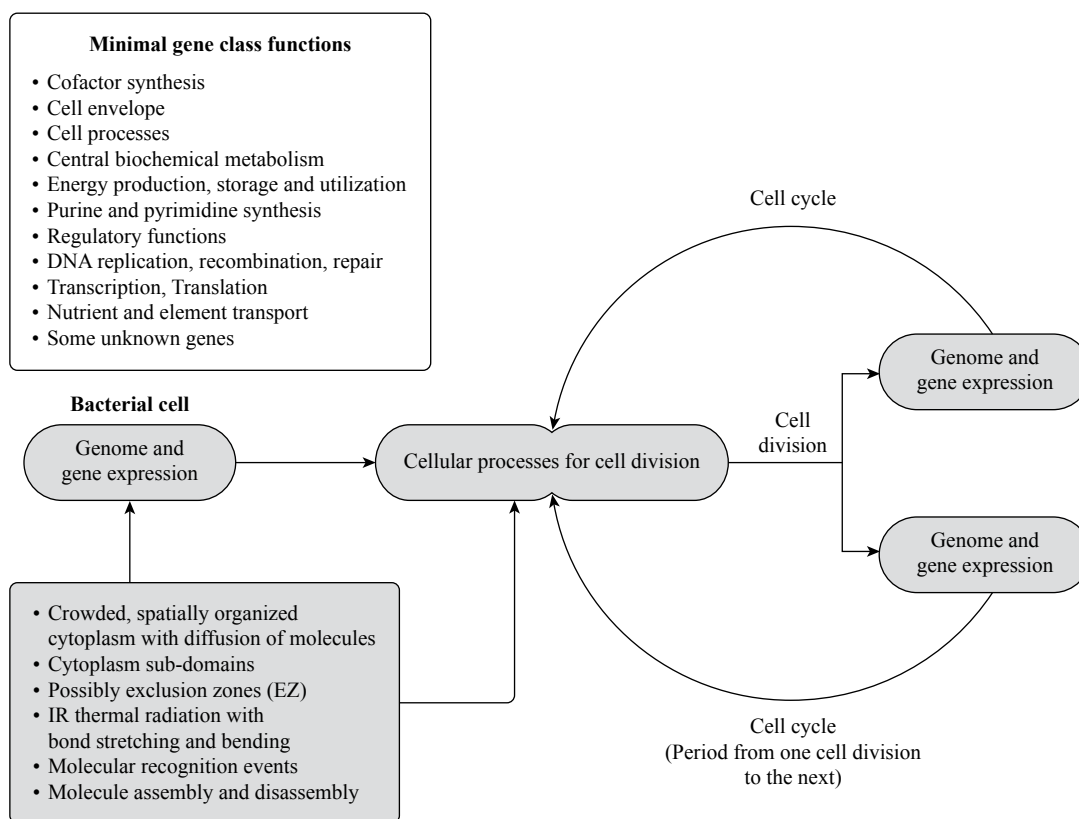 Minimal gene class functions
• Cofactor synthesis
• Cell envelope
• Cell processes
• Central biochemical metabolism
• Energy production, storage and utilization
• Purine and pyrimidine synthesis
• Regulatory functions
• DNA replication, recombination, repair
• Transcription, Translation
• Nutrient and element transport
• Some unknown genes
Bacterial cell
Genome and
gene expression
• Crowded, spatially organized
cytoplasm with diffusion of molecules
• Cytoplasm sub-domains
• Possibly exclusion zones (EZ)
• IR thermal radiation with
bond stretching and bending
• Molecular recognition events
• Molecule assembly and disassembly
Cellular processes for cell division
Cell cycle
Cell
division
Genome and
gene expression
Genome and
gene expression
Cell cycle
(Period from one cell division
to the next)